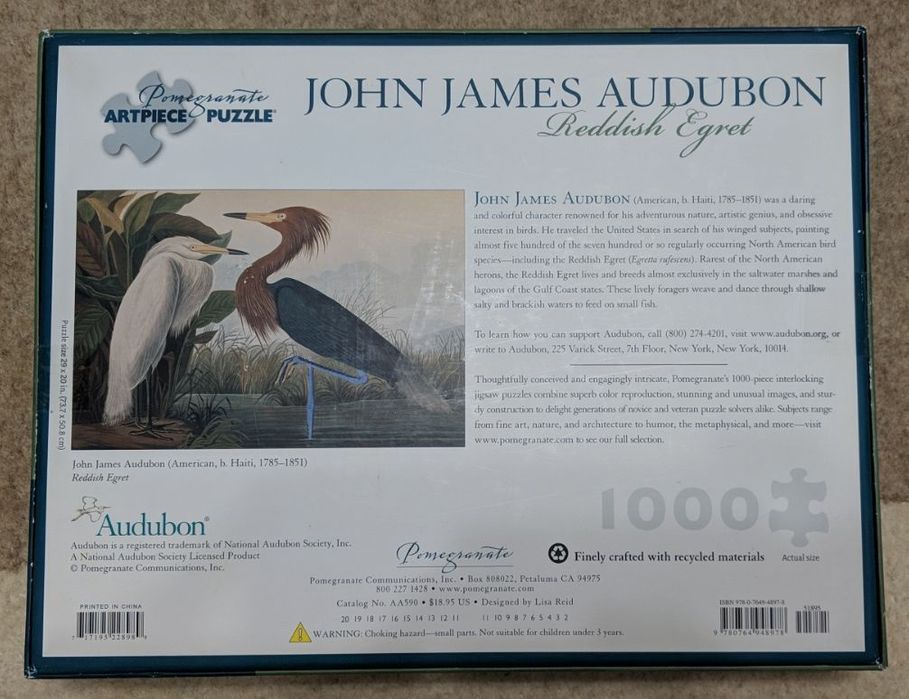 Pomegranate
ARTPIECE PUZZLE
JOHN JAMES AUDUBON
Reddish Egret
JOHN JAMES AUDUBON (American, b. Haiti, 1785–1851) was a daring
and colorful character renowned for his adventurous nature, artistic genius, and obsessive
interest in birds. He traveled the United States in search of his winged subjects, painting
almost five hundred of the seven hundred or so regularly occurring North American bird
species—including the Reddish Egret (Egretta rufescens). Rarest of the North American
herons, the Reddish Egret lives and breeds almost exclusively in the saltwater marshes and
lagoons of the Gulf Coast states. These lively foragers weave and dance through shallow
salty and brackish waters to feed on small fish.
To learn how you can support Audubon, call (800) 274-4201, visit www.audubon.org, or
write to Audubon, 225 Varick Street, 7th Floor, New York, New York, 10014.
Thoughtfully conceived and engagingly intricate, Pomegranate's 1000-piece interlocking
jigsaw puzzles combine superb color reproduction, stunning and unusual images, and stur-
dy construction to delight generations of novice and veteran puzzle solvers alike. Subjects range
from fine art, nature, and architecture to humor, the metaphysical, and more—visit
www.pomegranate.com to see our full selection.
Puzzle size 29 x 20 in. (73.7 x 50.8 cm)
John James Audubon (American, b. Haiti, 1785–1851)
Reddish Egret
Audubon®
Audubon is a registered trademark of National Audubon Society, Inc.
A National Audubon Society Licensed Product
© Pomegranate Communications, Inc.
1000
Actual size
Pomegranate
Finely crafted with recycled materials
Pomegranate Communications, Inc. • Box 808022, Petaluma CA 94975
800 227 1428 • www.pomegranate.com
Catalog No. AA590 • $18.95 US • Designed by Lisa Reid
20 19 18 17 16 15 14 13 12 11 11 10 9 8 7 6 5 4 3 2
WARNING: Choking hazard—small parts. Not suitable for children under 3 years.
PRINTED IN CHINA
7 17195 22898 9
ISBN 978-0-7649-4897-8
51895
9 780764 948978